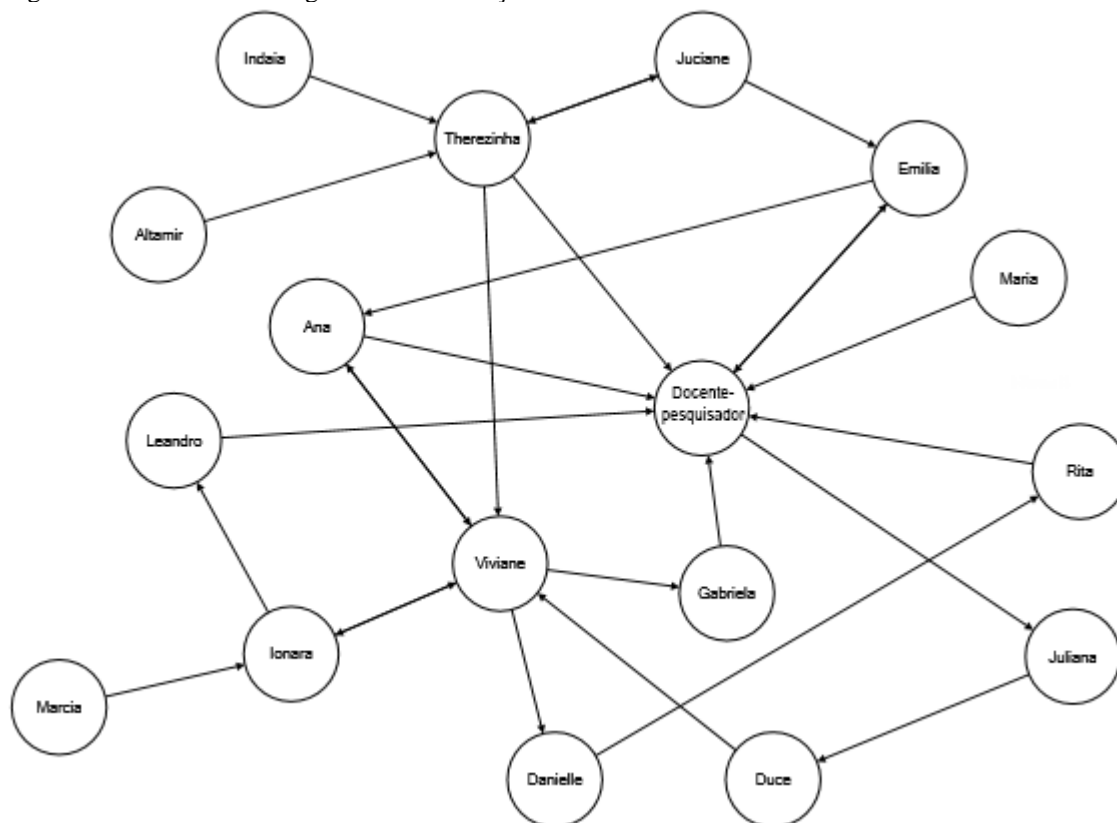 Indaia
Juciane
Therezinha
Emilia
Altamir
Maria
Ana
Docente-
pesquisador
Leandro
Rita
Viviane
Gabriela
Ionara
Juliana
Marcia
Danielle
Duce